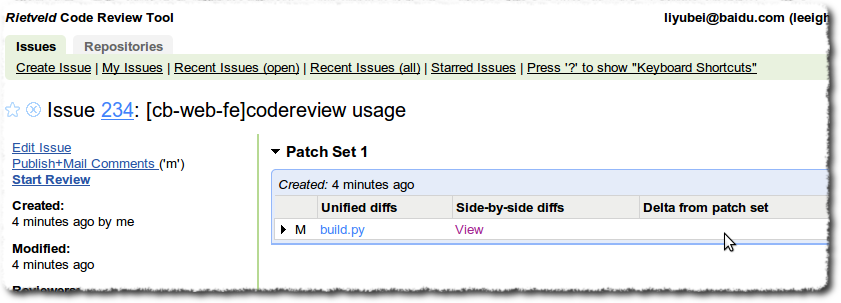 Rietveld Code Review Tool
liyubei@baidu.com (leeigh
Issues Repositories
Create Issue | My Issues | Recent Issues (open) | Recent Issues (all) | Starred Issues | Press '?' to show "Keyboard Shortcuts"
Issue 234: [cb-web-fe]codereview usage
Edit Issue
Publish+Mail Comments ('m')
Start Review
Created:
4 minutes ago by me
Modified:
4 minutes ago
Reviewers:
Patch Set 1
Created: 4 minutes ago
Unified diffs Side-by-side diffs Delta from patch set
M build.py View